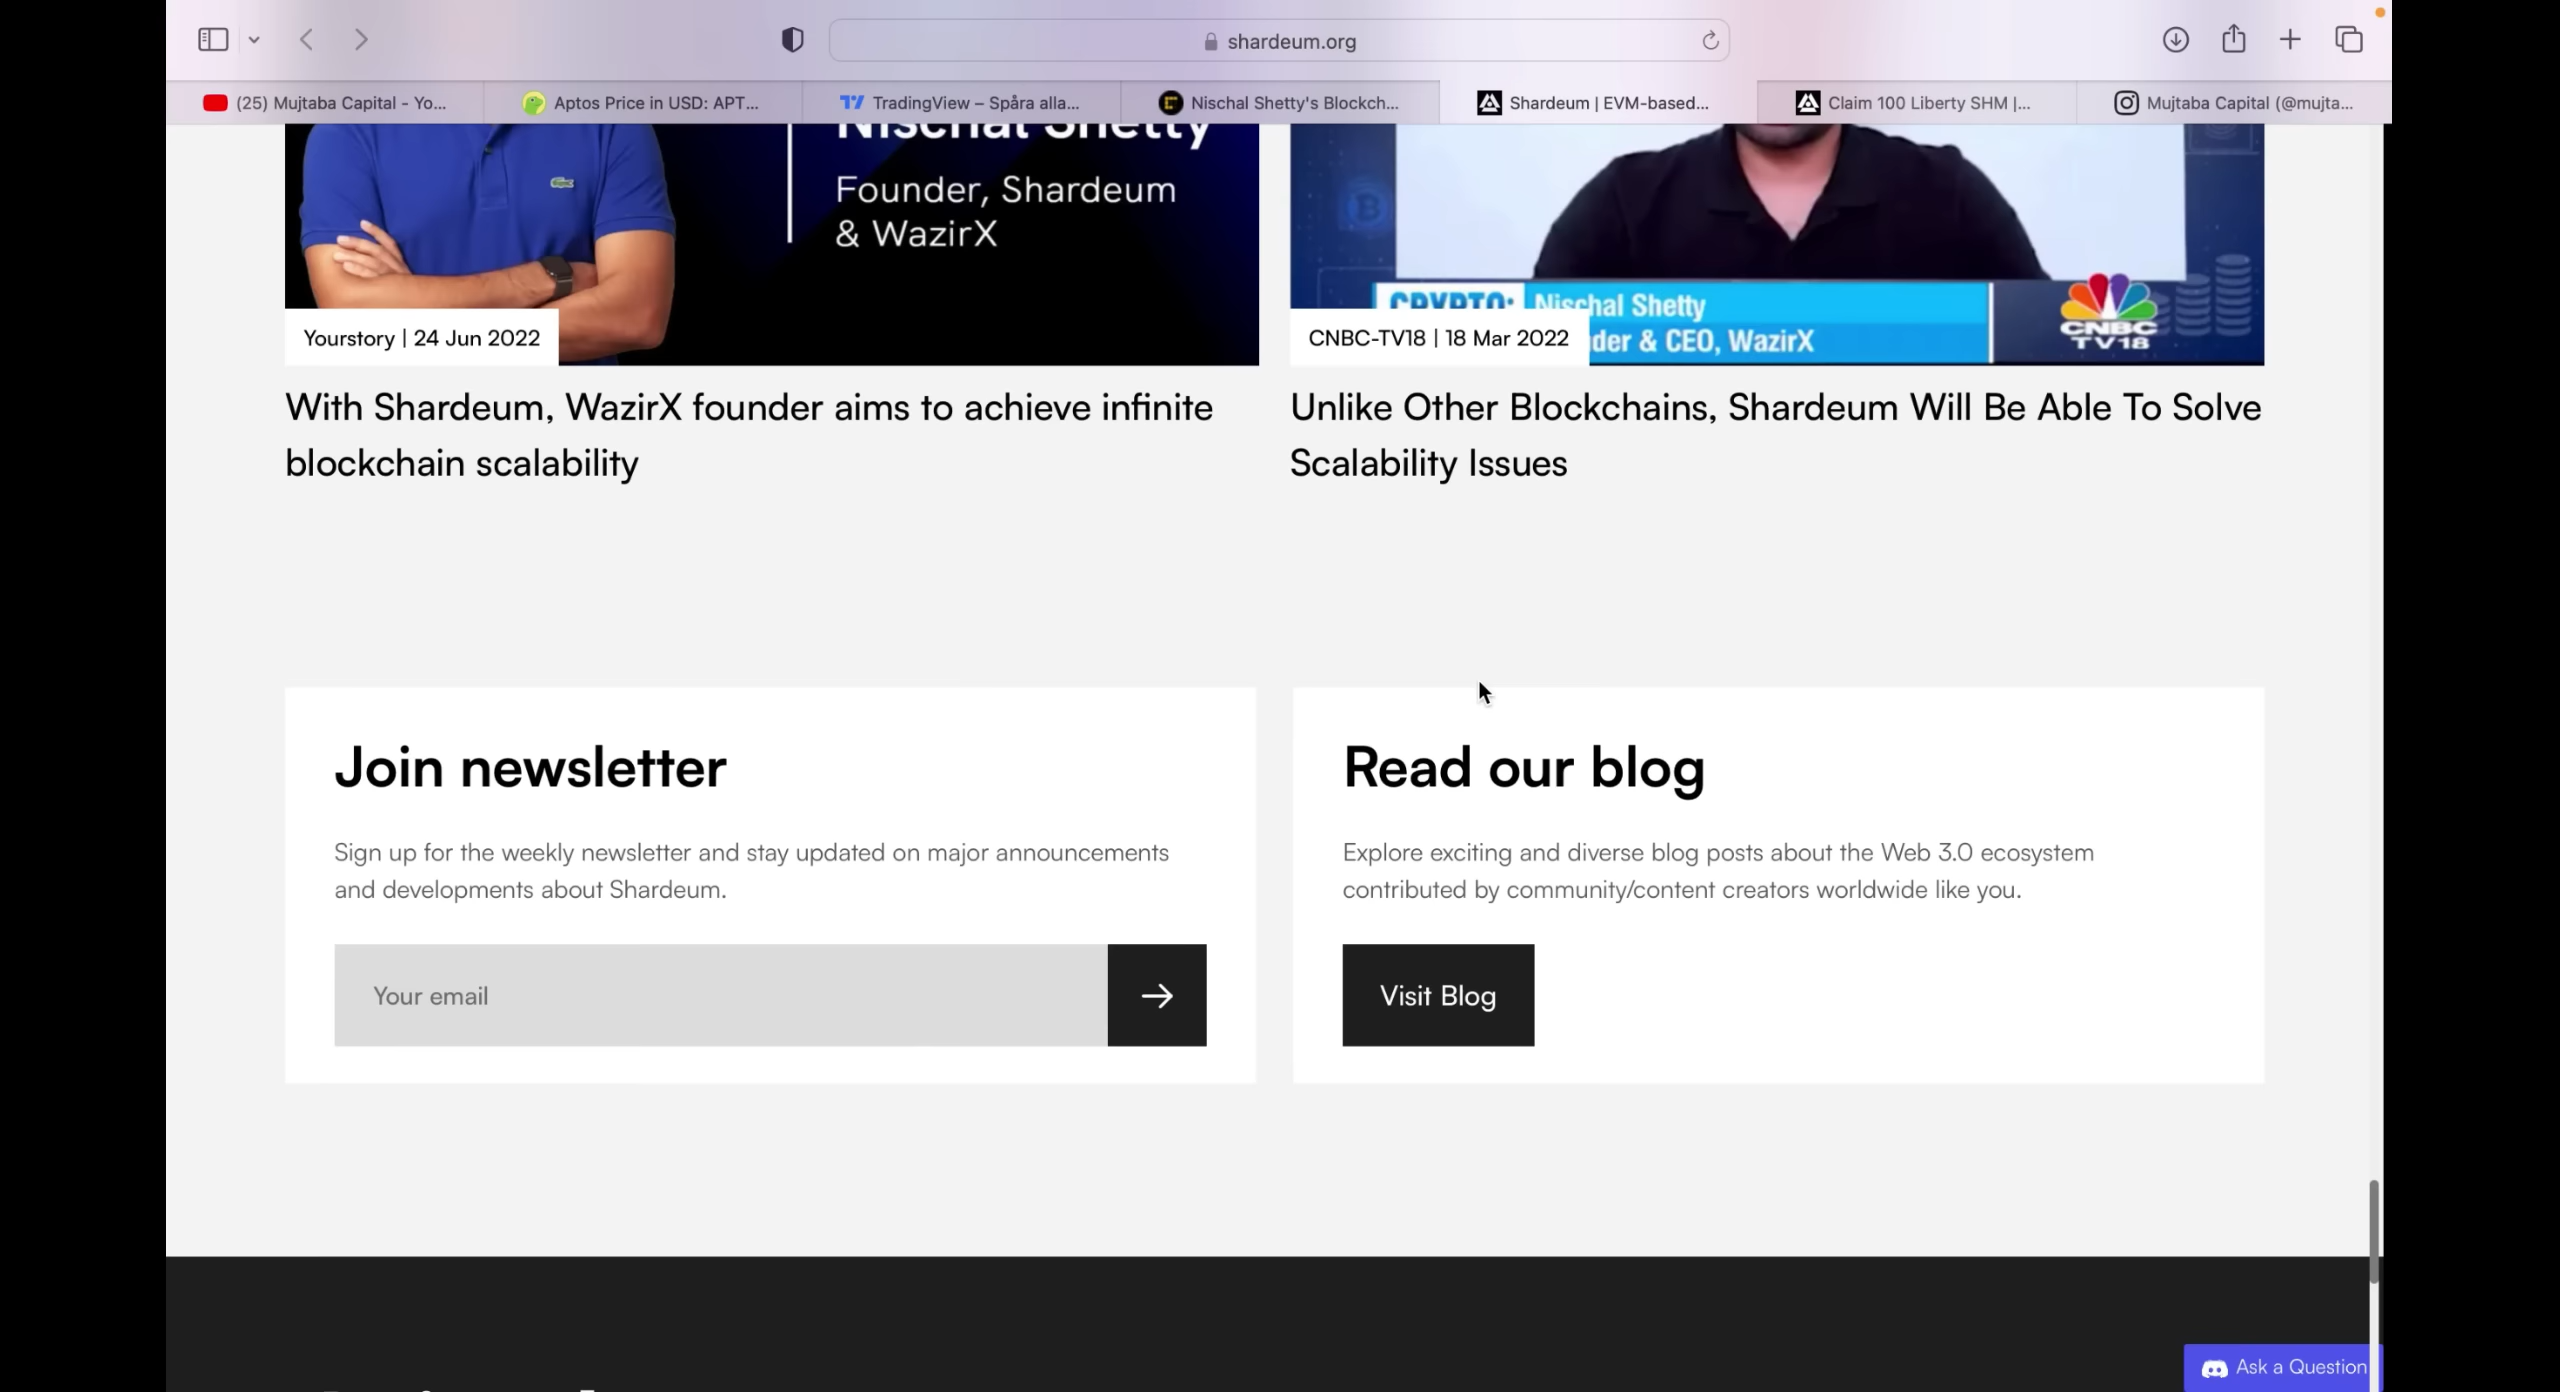 shardeum.org
(25) Mujtaba Capital - Yo...
Aptos Price in USD: APT...
TradingView – Spåra alla...
Nischal Shetty's Blockch...
Shardeum | EVM-based...
Claim 100 Liberty SHM |...
Mujtaba Capital (@mujta...
Nischal Shetty
Founder, Shardeum
& WazirX
Yourstory | 24 Jun 2022
CRYPTO: Nischal Shetty
der & CEO, WazirX
CNBC
TV18
CNBC-TV18 | 18 Mar 2022
With Shardeum, WazirX founder aims to achieve infinite
blockchain scalability
Unlike Other Blockchains, Shardeum Will Be Able To Solve
Scalability Issues
Join newsletter
Sign up for the weekly newsletter and stay updated on major announcements
and developments about Shardeum.
Your email
Read our blog
Explore exciting and diverse blog posts about the Web 3.0 ecosystem
contributed by community/content creators worldwide like you.
Visit Blog
Ask a Question